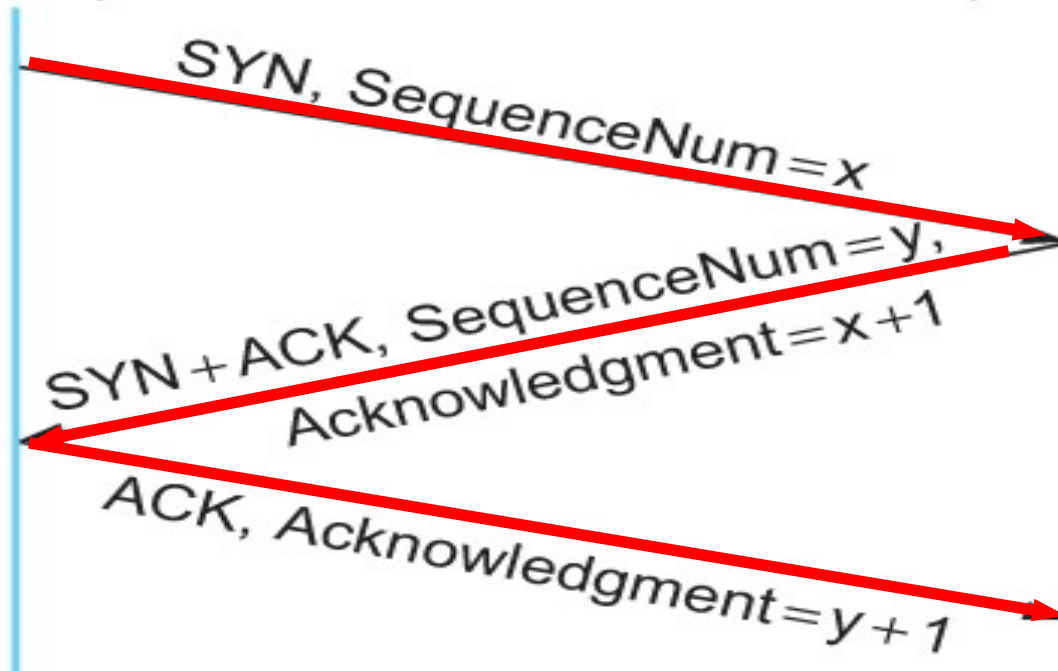 SYN, SequenceNum=x
SYN+ACK, SequenceNum=y,
Acknowledgment=x+1
ACK, Acknowledgment=y+1